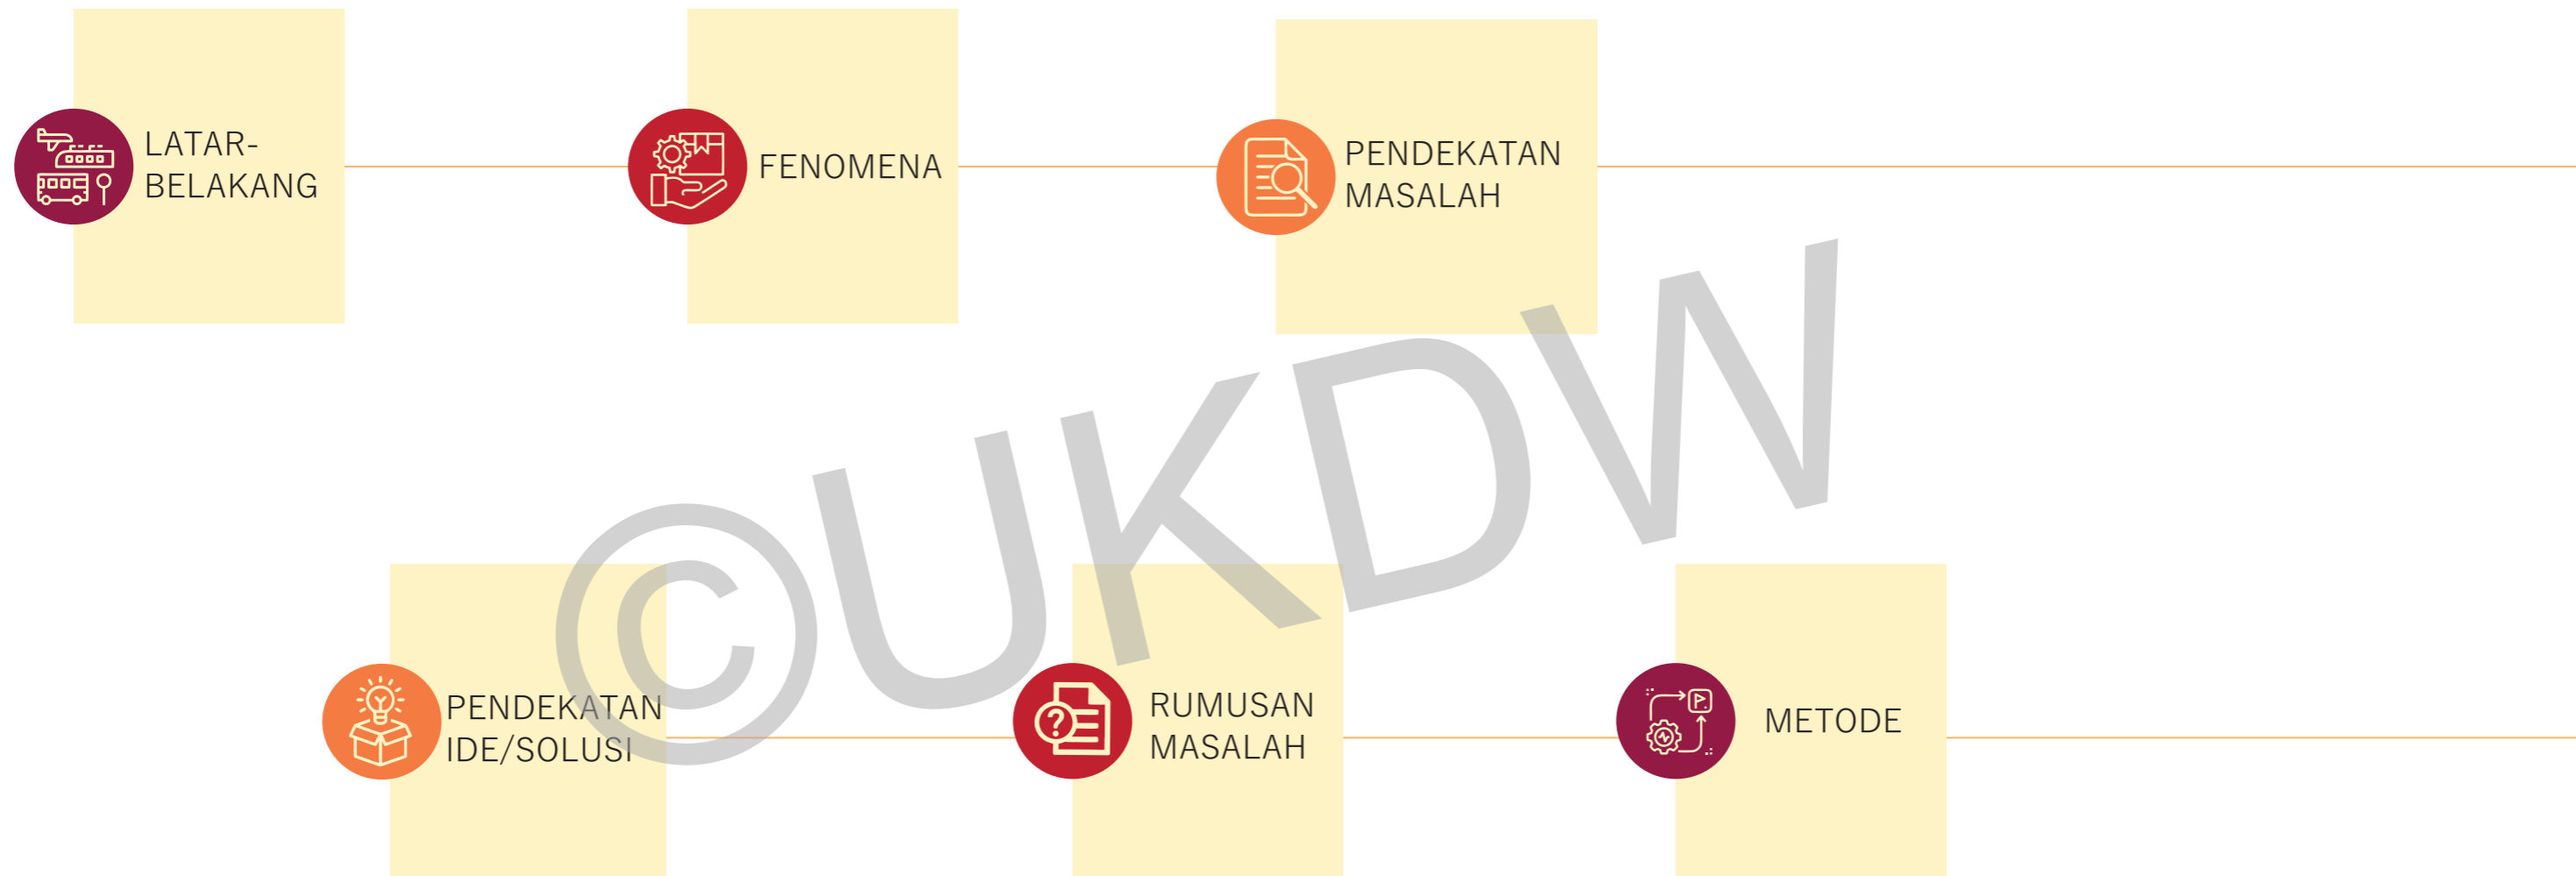 LATAR-
BELAKANG
FENOMENA
PENDEKATAN
MASALAH
PENDEKATAN
IDE/SOLUSI
RUMUSAN
MASALAH
METODE
©UKDW